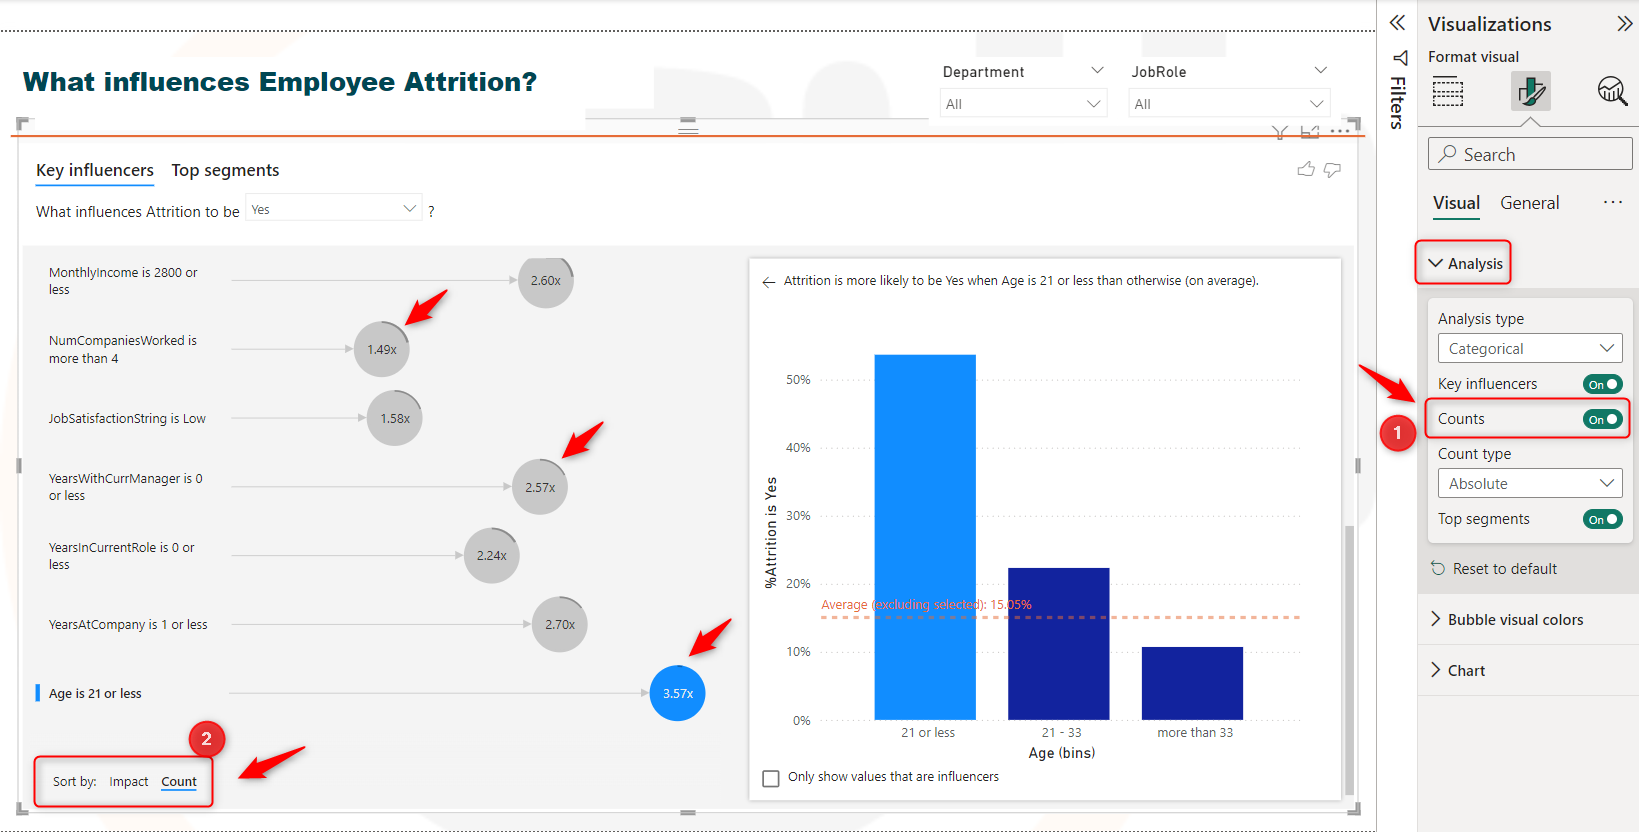 What influences Employee Attrition?
Department
JobRole
All
All
Key influencers
Top segments
What influences Attrition to be
Yes
?
MonthlyIncome is 2800 or
less
2.60x
NumCompaniesWorked is
more than 4
1.49x
JobSatisfactionString is Low
1.58x
YearsWithCurrManager is 0
or less
2.57x
YearsInCurrentRole is 0 or
less
2.24x
YearsAtCompany is 1 or less
2.70x
Age is 21 or less
3.57x
2
Sort by: Impact Count
Attrition is more likely to be Yes when Age is 21 or less than otherwise (on average).
%Attrition is Yes
50%
40%
30%
20%
10%
0%
Average (excluding selected): 15.05%
21 or less
21 - 33
more than 33
Age (bins)
Only show values that are influencers
Filters
1
Visualizations
Format visual
Search
Visual
General
Analysis
Analysis type
Categorical
Key influencers
On
Counts
On
Count type
Absolute
Top segments
On
Reset to default
Bubble visual colors
Chart